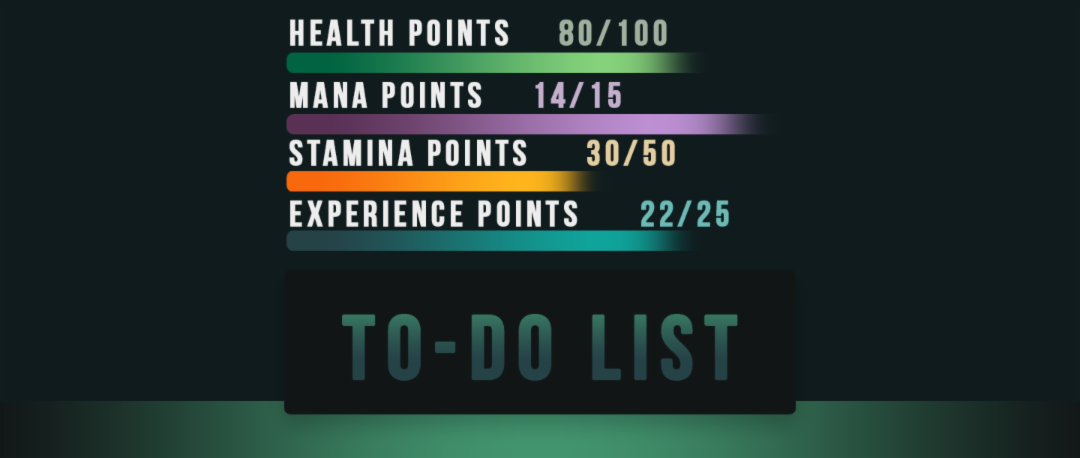 HEALTH POINTS 80/100
MANA POINTS 14/15
STAMINA POINTS 30/50
EXPERIENCE POINTS 22/25
TO-DO LIST